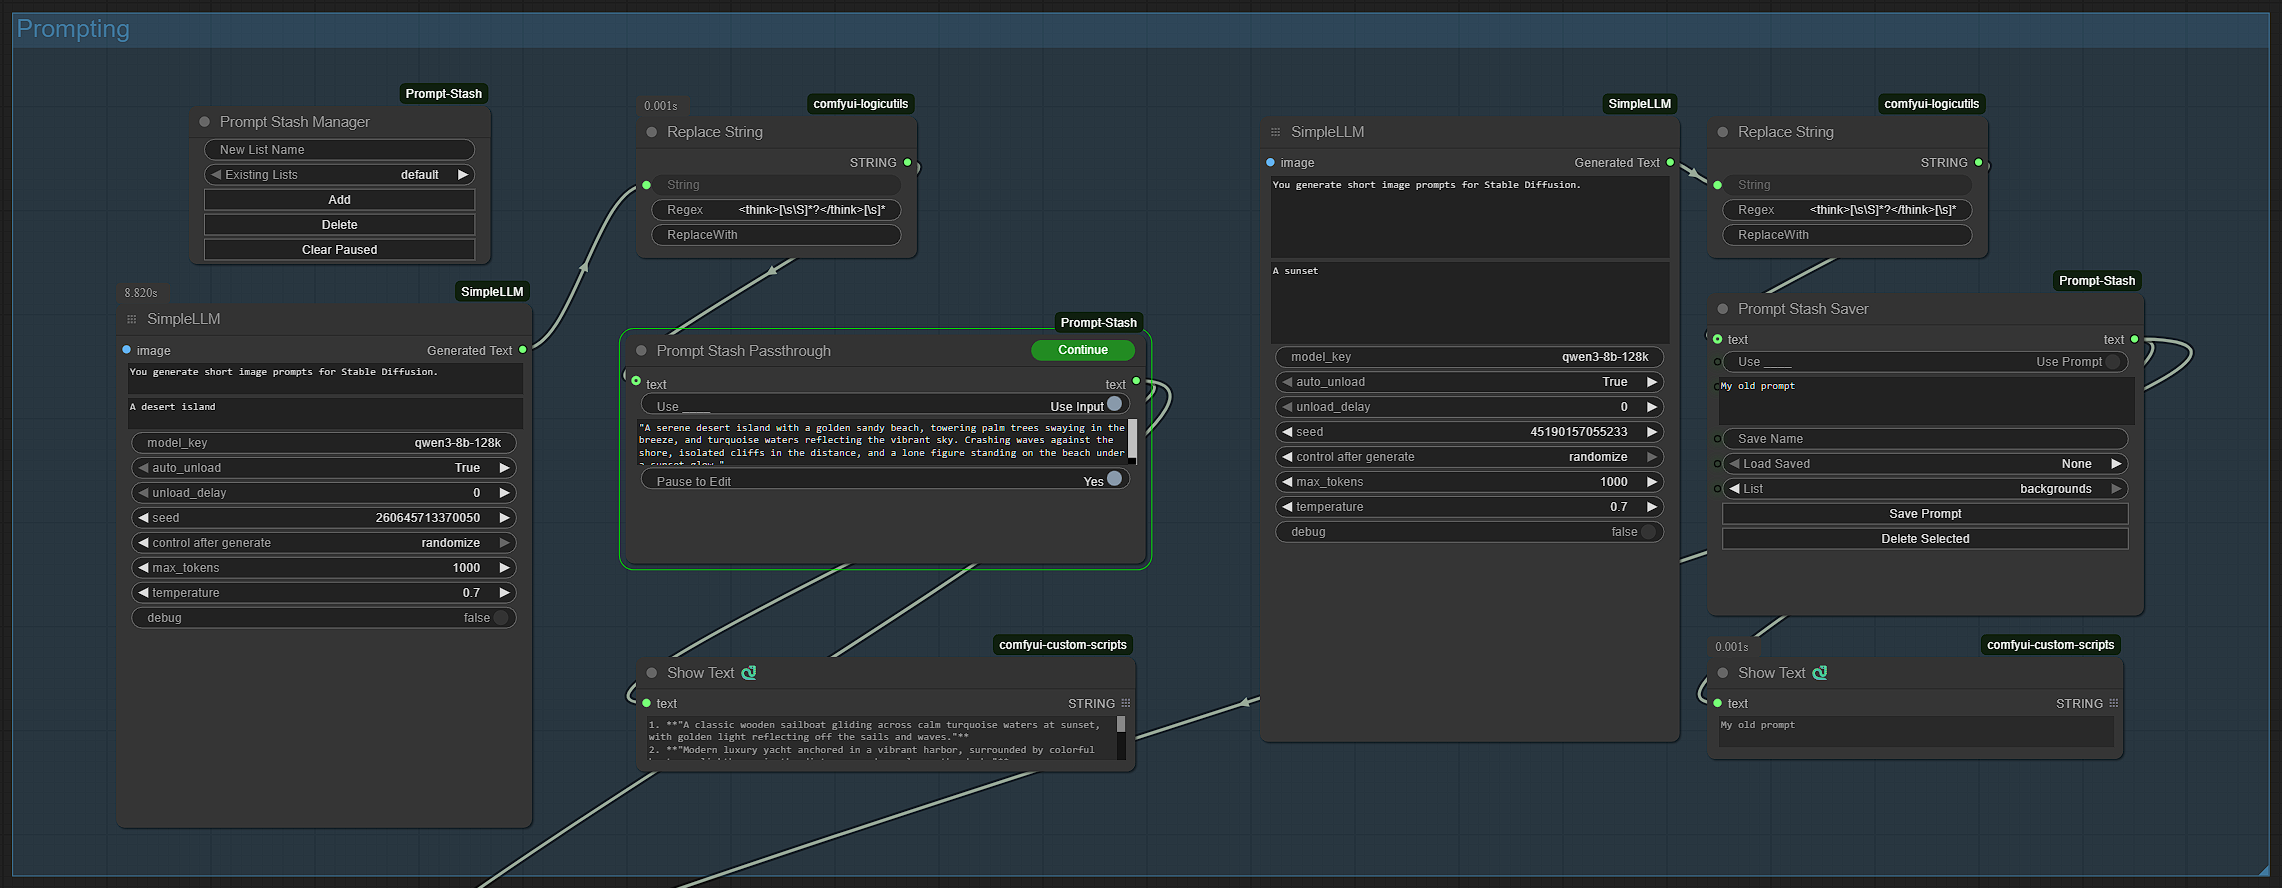 Prompting
Prompt-Stash
Prompt Stash Manager
New List Name
Existing Lists default
Add
Delete
Clear Paused
8.820s
SimpleLLM
SimpleLLM
image Generated Text
You generate short image prompts for Stable Diffusion.
A desert island
model_key qwen3-8b-128k
auto_unload True
unload_delay 0
seed 260645713370050
control after generate randomize
max_tokens 1000
temperature 0.7
debug false
0.001s
comfyui-logicutils
Replace String
STRING
String
Regex <think>[\s\S]*?</think>[\s]*
ReplaceWith
Prompt-Stash
Prompt Stash Passthrough Continue
text text
Use ____ Use Input
"A serene desert island with a golden sandy beach, towering palm trees swaying in the
breeze, and turquoise waters reflecting the vibrant sky. Crashing waves against the
shore, isolated cliffs in the distance, and a lone figure standing on the beach under
a sunset glow."
Pause to Edit Yes
comfyui-custom-scripts
Show Text
text STRING
1. **"A classic wooden sailboat gliding across calm turquoise waters at sunset,
with golden light reflecting off the sails and waves."**
2. **"Modern luxury yacht anchored in a vibrant harbor, surrounded by colorful
SimpleLLM
SimpleLLM
image Generated Text
You generate short image prompts for Stable Diffusion.
A sunset
model_key qwen3-8b-128k
auto_unload True
unload_delay 0
seed 45190157055233
control after generate randomize
max_tokens 1000
temperature 0.7
debug false
comfyui-logicutils
Replace String
STRING
String
Regex <think>[\s\S]*?</think>[\s]*
ReplaceWith
Prompt-Stash
Prompt Stash Saver
text text
Use ____ Use Prompt
My old prompt
Save Name
Load Saved None
List backgrounds
Save Prompt
Delete Selected
0.001s
comfyui-custom-scripts
Show Text
text STRING
My old prompt